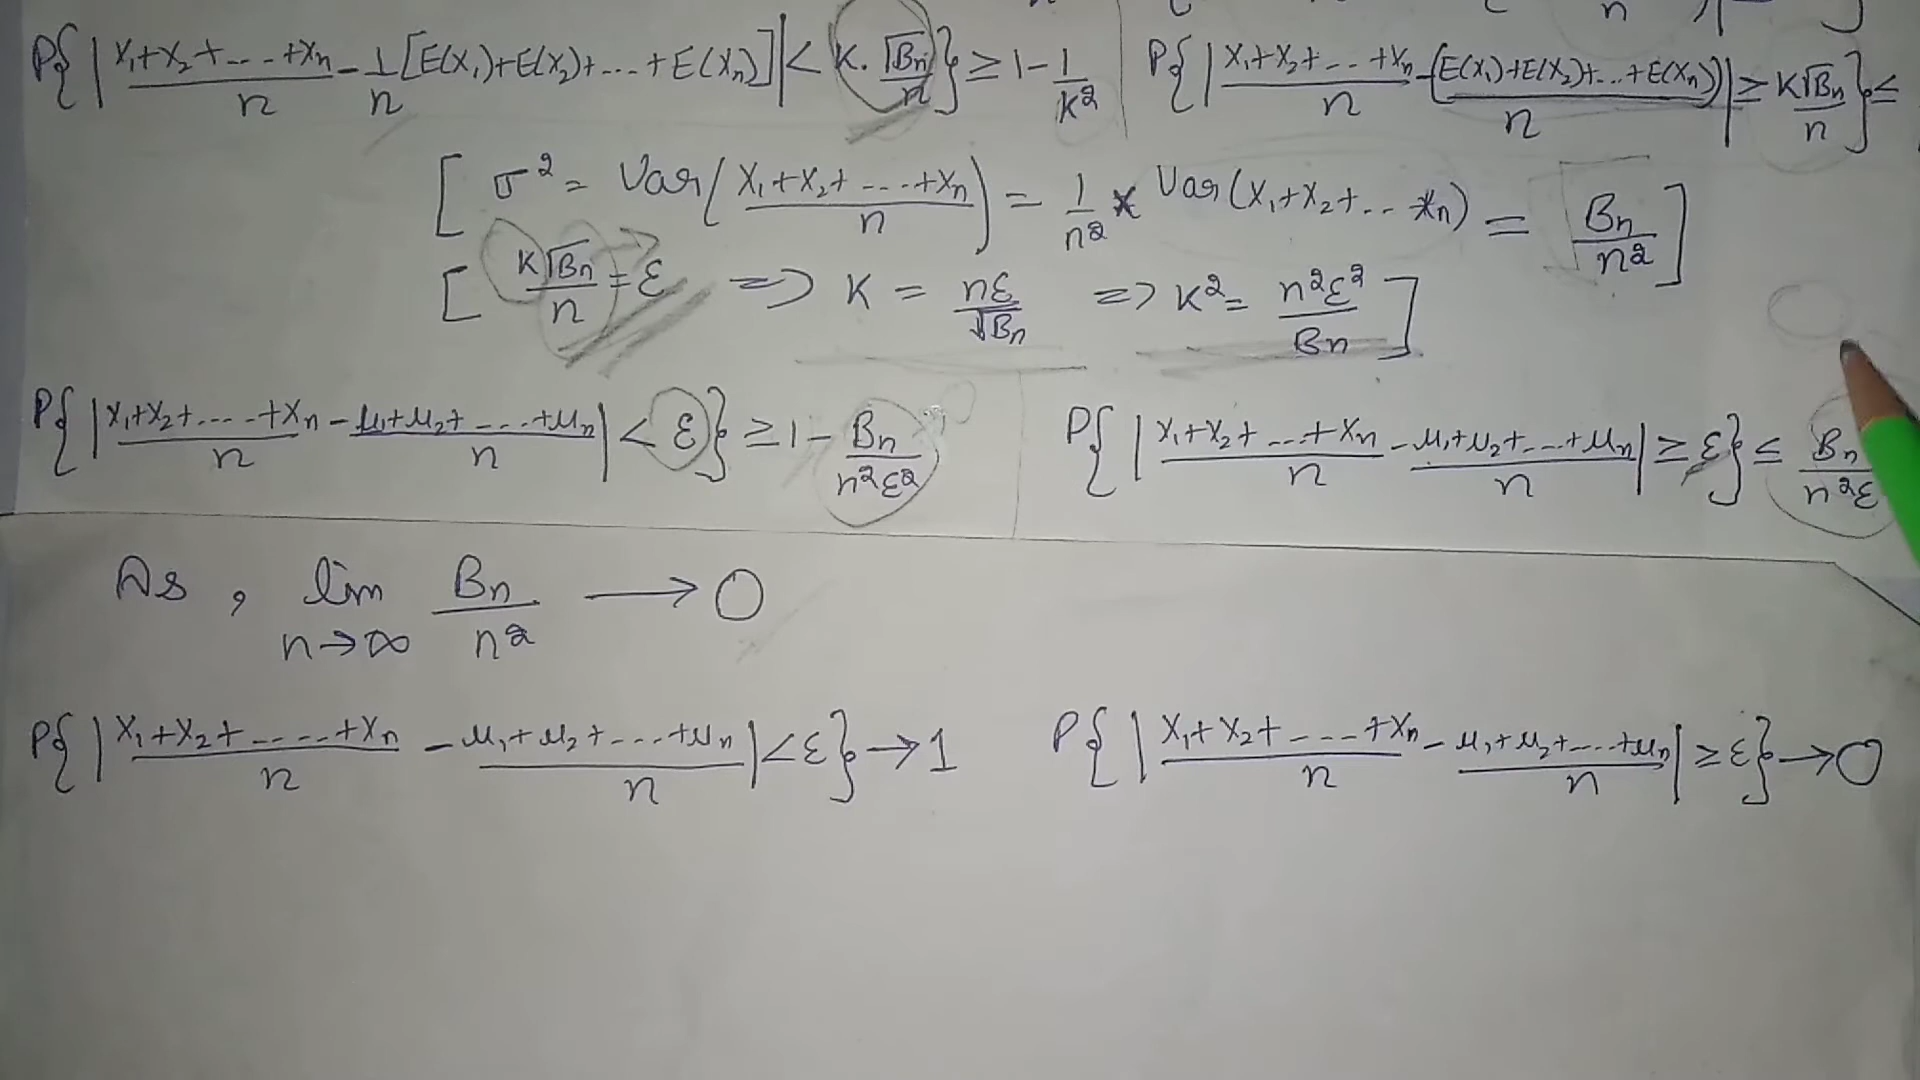 n
P{|X₁+X₂+...+Xₙ/n - 1/n[E(X₁)+E(X₂)+...+E(Xₙ)]| < K.√Bₙ/n} ≥ 1 - 1/K²
P{|X₁+X₂+...+Xₙ/n - (E(X₁)+E(X₂)+...+E(Xₙ))/n| ≥ K√Bₙ/n} ≤
[σ² = Var(X₁+X₂+....+Xₙ/n) = 1/n² × Var(X₁+X₂+...Xₙ) = Bₙ/n²]
[K√Bₙ/n = ε => K = nε/√Bₙ => K² = n²ε²/Bₙ]
P{|X₁+X₂+....+Xₙ/n - μ₁+μ₂+....+μₙ/n| < ε} ≥ 1 - Bₙ/n²ε²
P{|X₁+X₂+...+Xₙ/n - μ₁+μ₂+...+μₙ/n| ≥ ε} ≤ Bₙ/n²ε
As, lim n→∞ Bₙ/n² → 0
P{|X₁+X₂+.....+Xₙ/n - μ₁+μ₂+...+μₙ/n| < ε} → 1
P{|X₁+X₂+....+Xₙ/n - μ₁+μ₂+...+μₙ/n| ≥ ε} → 0